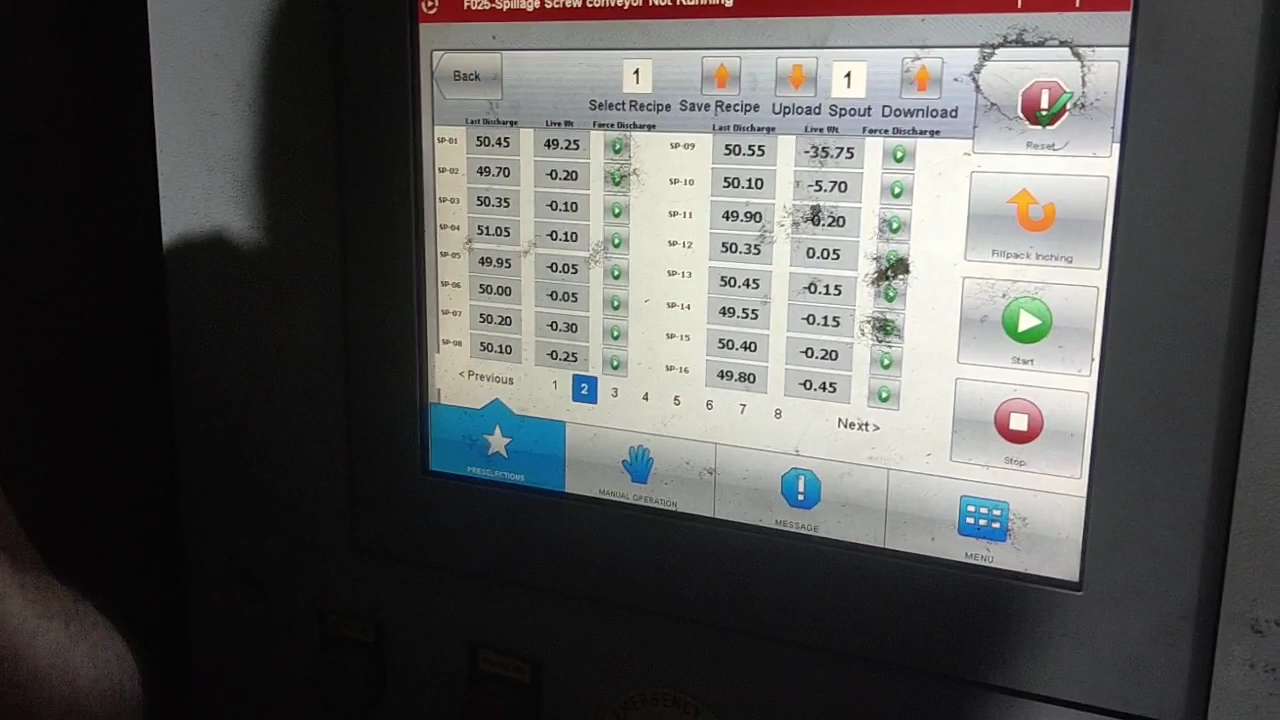 F025-Spillage Screw conveyor Not Running
Back
1
1
Select Recipe Save Recipe Upload Spout Download
Last Discharge Live Wt Force Discharge Last Discharge Live Wt Force Discharge
SP-01 50.45 49.25 SP-09 50.55 -35.75
SP-02 49.70 -0.20 SP-10 50.10 -5.70
SP-03 50.35 -0.10 SP-11 49.90 -0.20
SP-04 51.05 -0.10 SP-12 50.35 0.05
SP-05 49.95 -0.05 SP-13 50.45 -0.15
SP-06 50.00 -0.05 SP-14 49.55 -0.15
SP-07 50.20 -0.30 SP-15 50.40 -0.20
SP-08 50.10 -0.25 SP-16 49.80 -0.45
< Previous 1 2 3 4 5 6 7 8 Next >
Reset
Fillpack Inching
Start
Stop
PRESELECTIONS
MANUAL OPERATION
MESSAGE
MENU
EMERGENCY